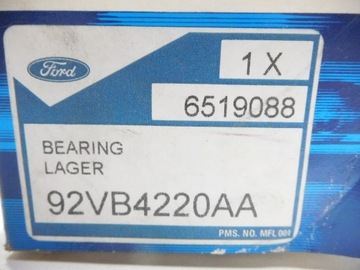 Ford
1 X
6519088
BEARING
LAGER
92VB4220AA
PMS. NO. MFL 001